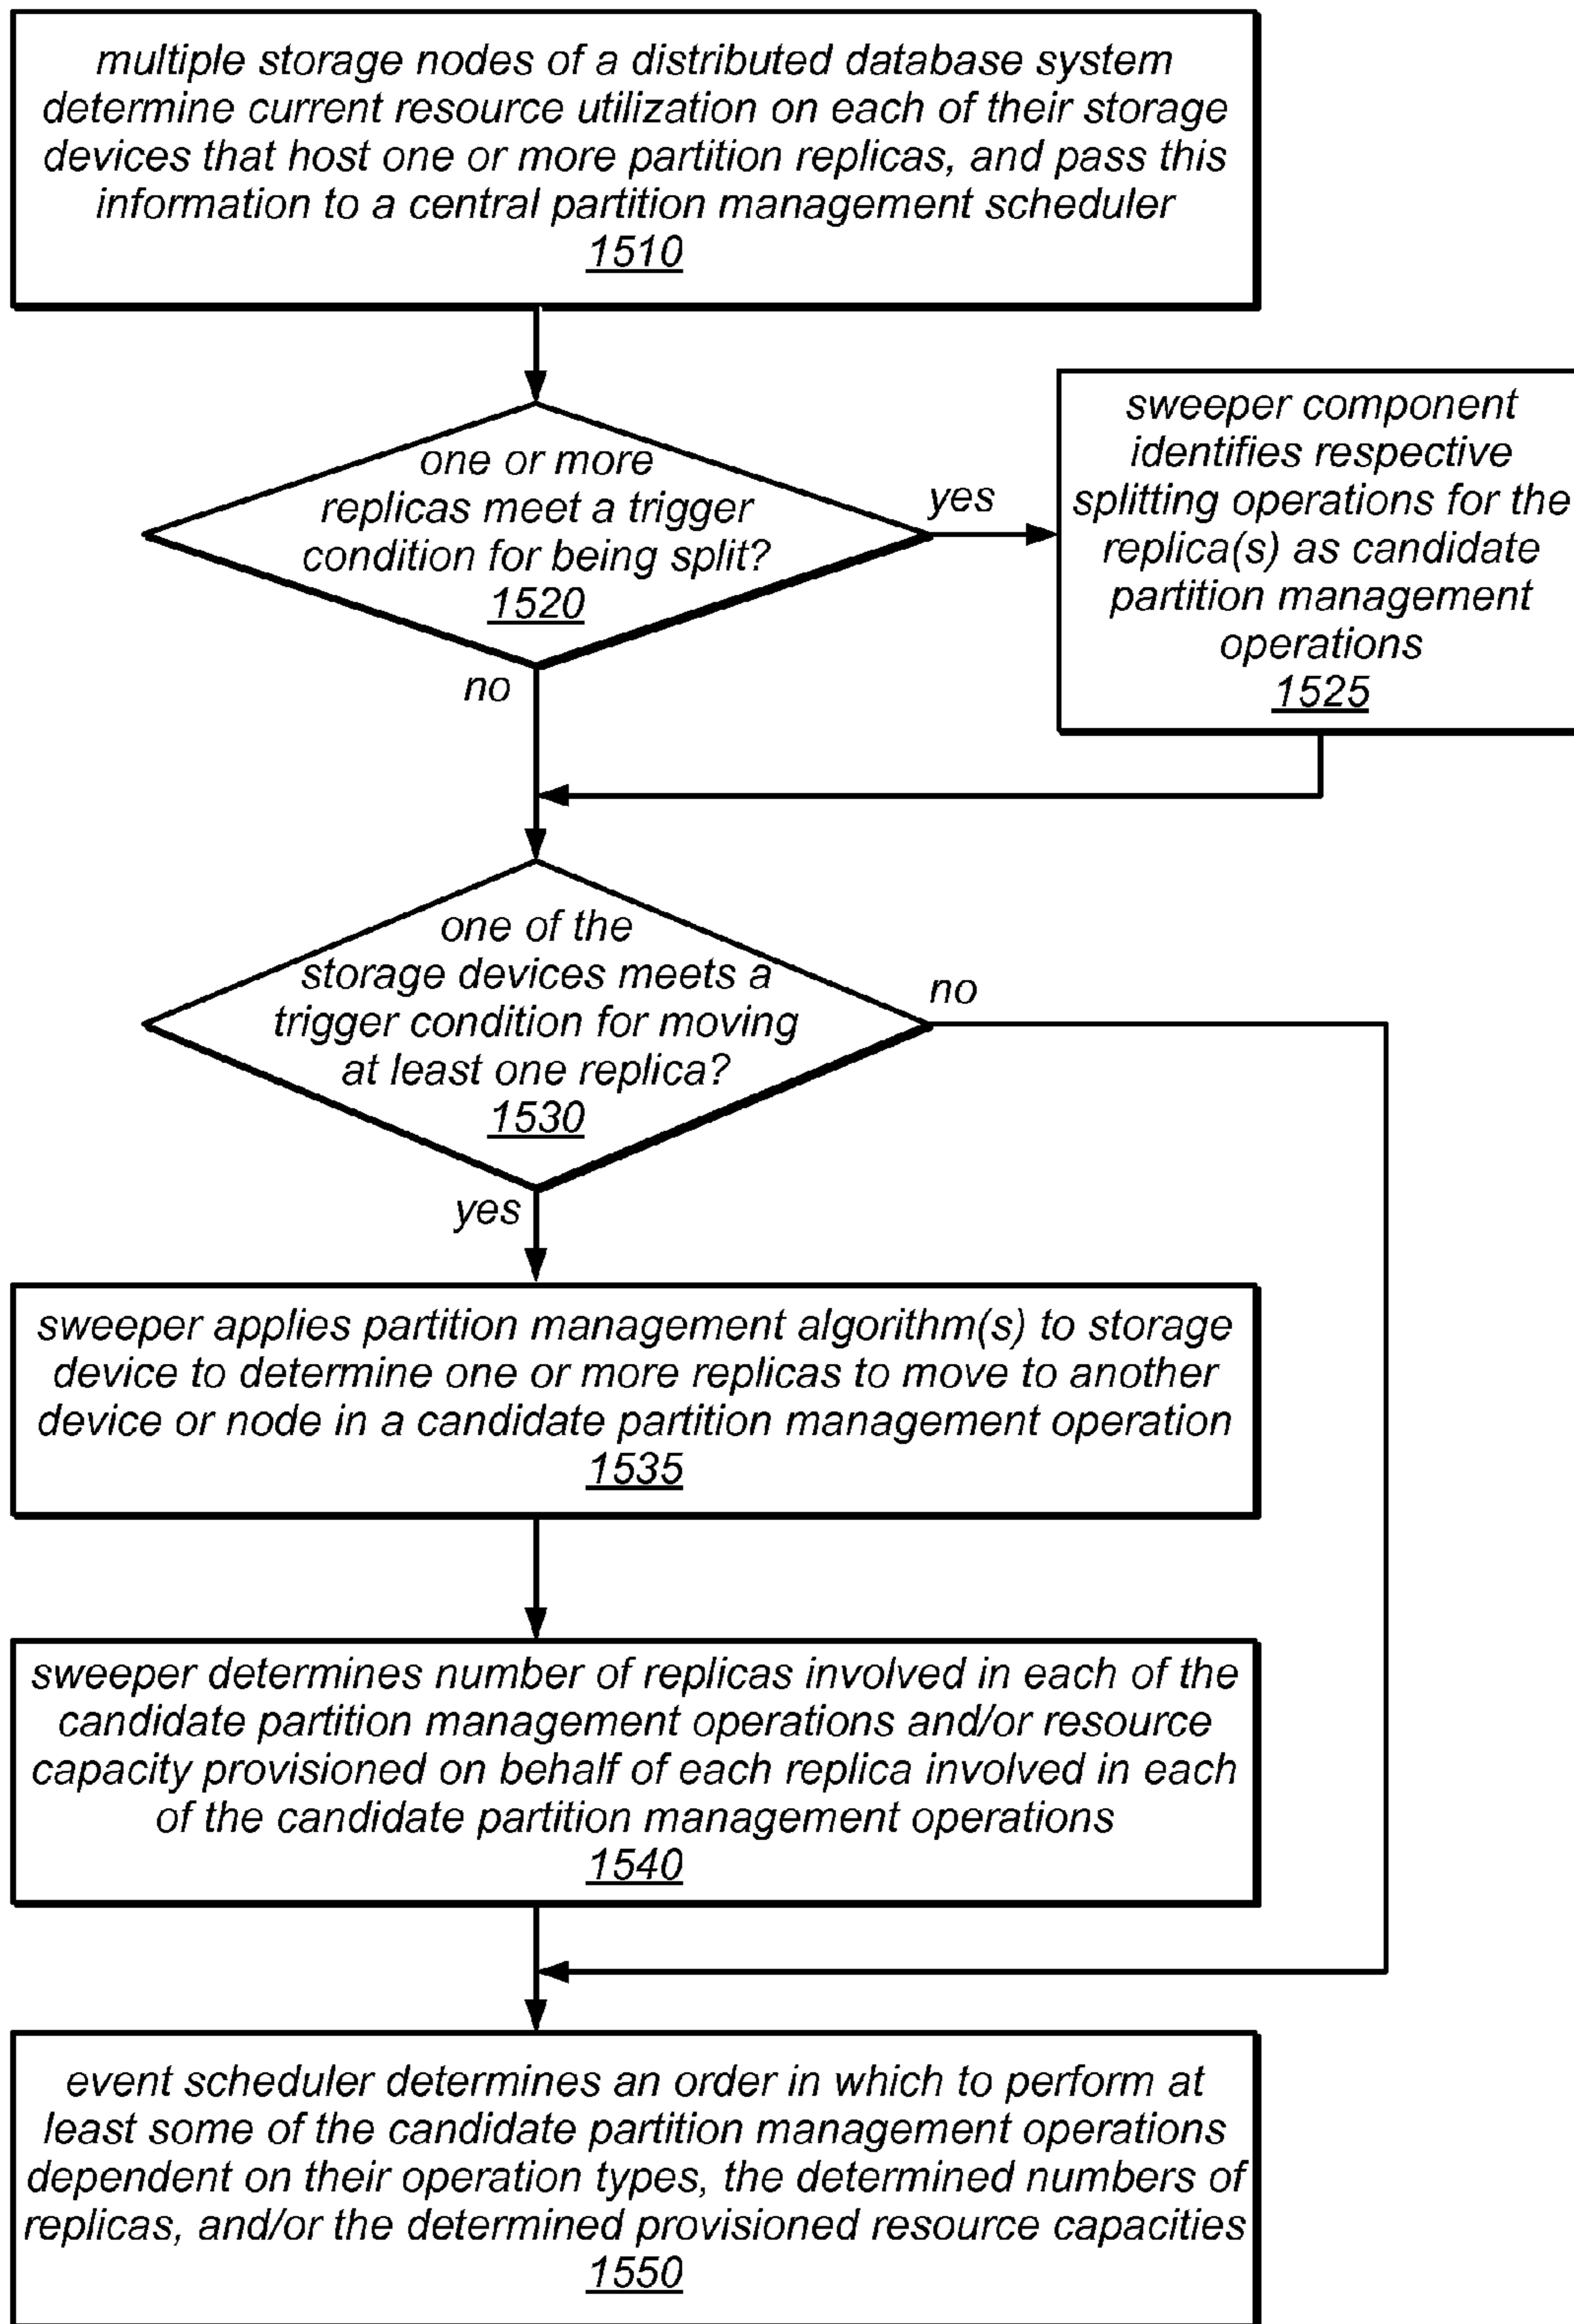 multiple storage nodes of a distributed database system
determine current resource utilization on each of their storage
devices that host one or more partition replicas, and pass this
information to a central partition management scheduler
1510
one or more
replicas meet a trigger
condition for being split?
1520
yes
no
sweeper component
identifies respective
splitting operations for the
replica(s) as candidate
partition management
operations
1525
one of the
storage devices meets a
trigger condition for moving
at least one replica?
1530
no
yes
sweeper applies partition management algorithm(s) to storage
device to determine one or more replicas to move to another
device or node in a candidate partition management operation
1535
sweeper determines number of replicas involved in each of the
candidate partition management operations and/or resource
capacity provisioned on behalf of each replica involved in each
of the candidate partition management operations
1540
event scheduler determines an order in which to perform at
least some of the candidate partition management operations
dependent on their operation types, the determined numbers of
replicas, and/or the determined provisioned resource capacities
1550